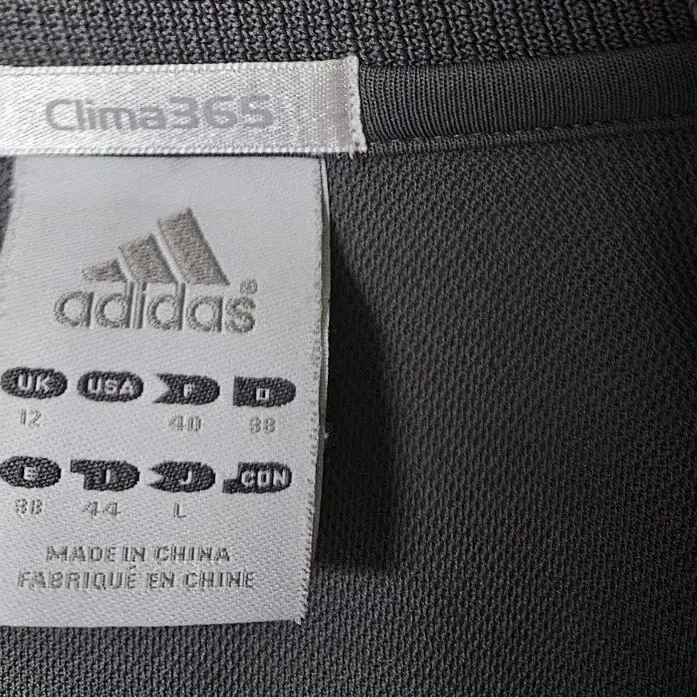 Clima365
adidas®
UK USA F D
12 40 38
E I J CDN
38 44 L
MADE IN CHINA
FABRIQUÉ EN CHINE